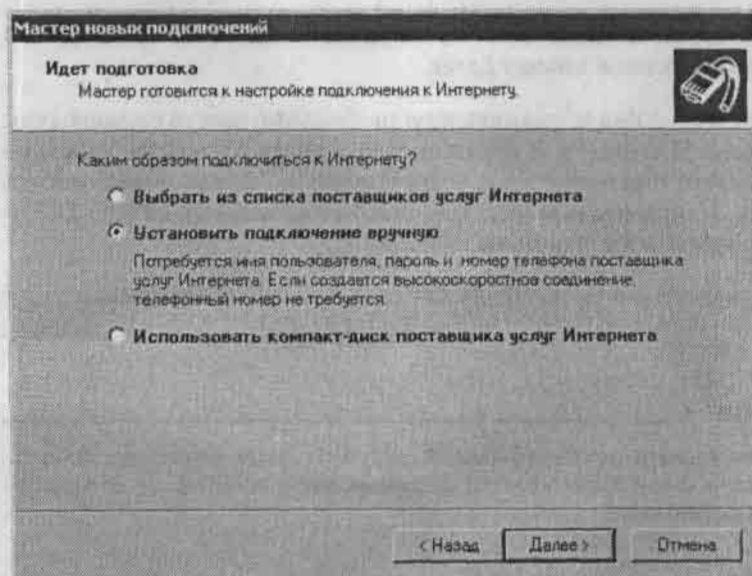 Мастер новых подключений
Идет подготовка
Мастер готовится к настройке подключения к Интернету.
Каким образом подключиться к Интернету?
Выбрать из списка поставщиков услуг Интернета
Установить подключение вручную
Потребуется имя пользователя, пароль и номер телефона поставщика
услуг Интернета. Если создается высокоскоростное соединение,
телефонный номер не требуется.
Использовать компакт-диск поставщика услуг Интернета
< Назад
Далее >
Отмена